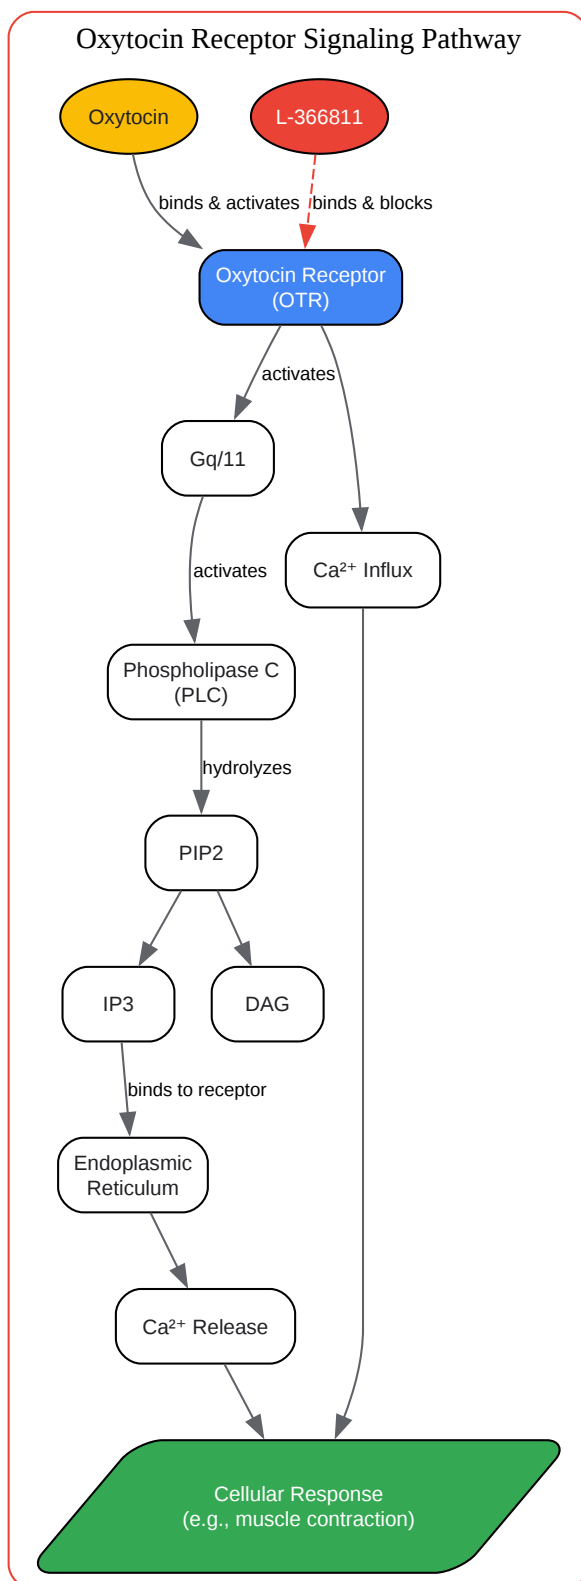 Oxytocin Receptor Signaling Pathway
Oxytocin
L-366811
binds & activates
binds & blocks
Oxytocin Receptor
(OTR)
activates
Gq/11
Ca²⁺ Influx
activates
Phospholipase C
(PLC)
hydrolyzes
PIP2
IP3
DAG
binds to receptor
Endoplasmic
Reticulum
Ca²⁺ Release
Cellular Response
(e.g., muscle contraction)